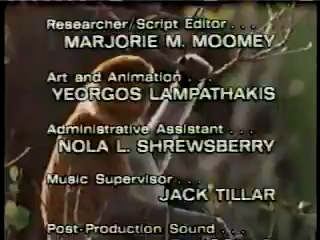 Researcher/Script Editor . . .
MARJORIE M. MOOMEY
Art and Animation . . .
YEORGOS LAMPATHAKIS
Administrative Assistant . . .
NOLA L. SHREWSBERRY
Music Supervisor . . .
JACK TILLAR
Post-Production Sound . . .